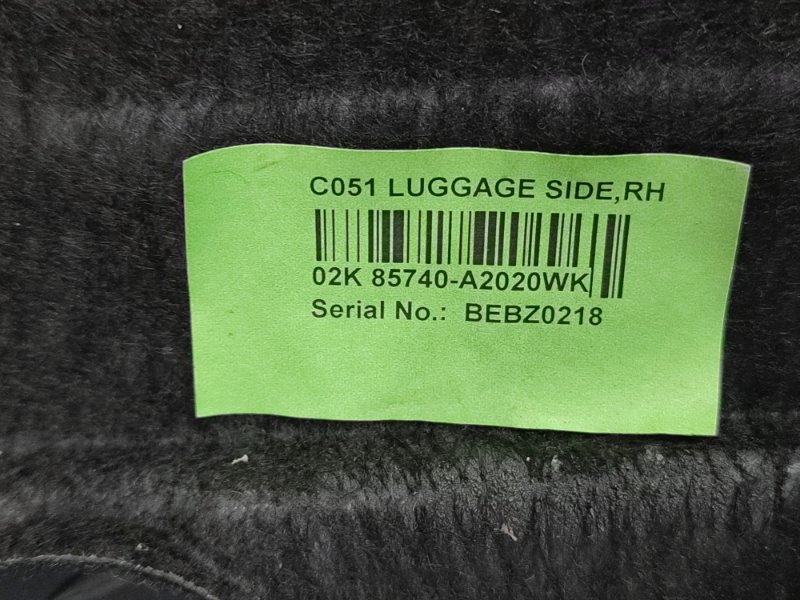 C051 LUGGAGE SIDE,RH
02K 85740-A2020WK
Serial No.: BEBZ0218